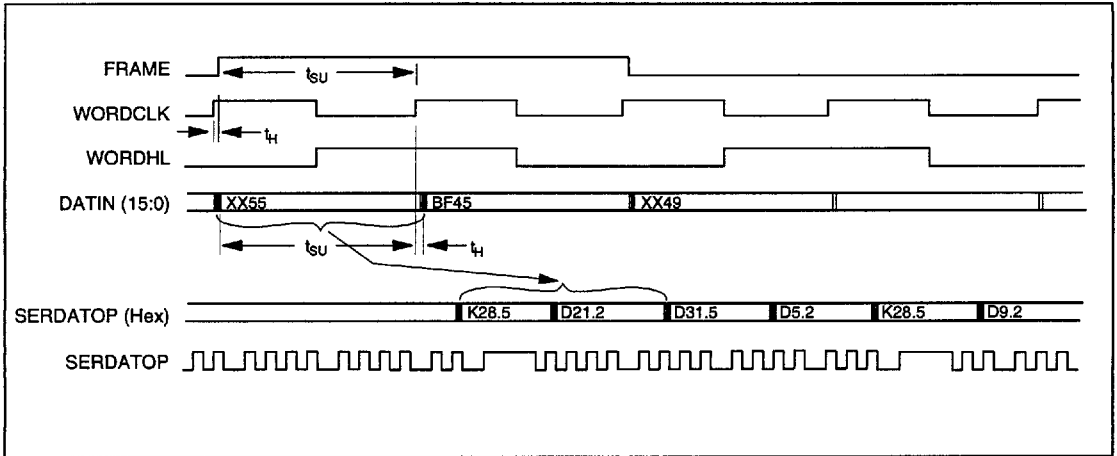 FRAME
tSU
WORDCLK
tH
WORDHL
DATIN (15:0) XX55 BF45 XX49
tSU tH
SERDATOP (Hex) K28.5 D21.2 D31.5 D5.2 K28.5 D9.2
SERDATOP